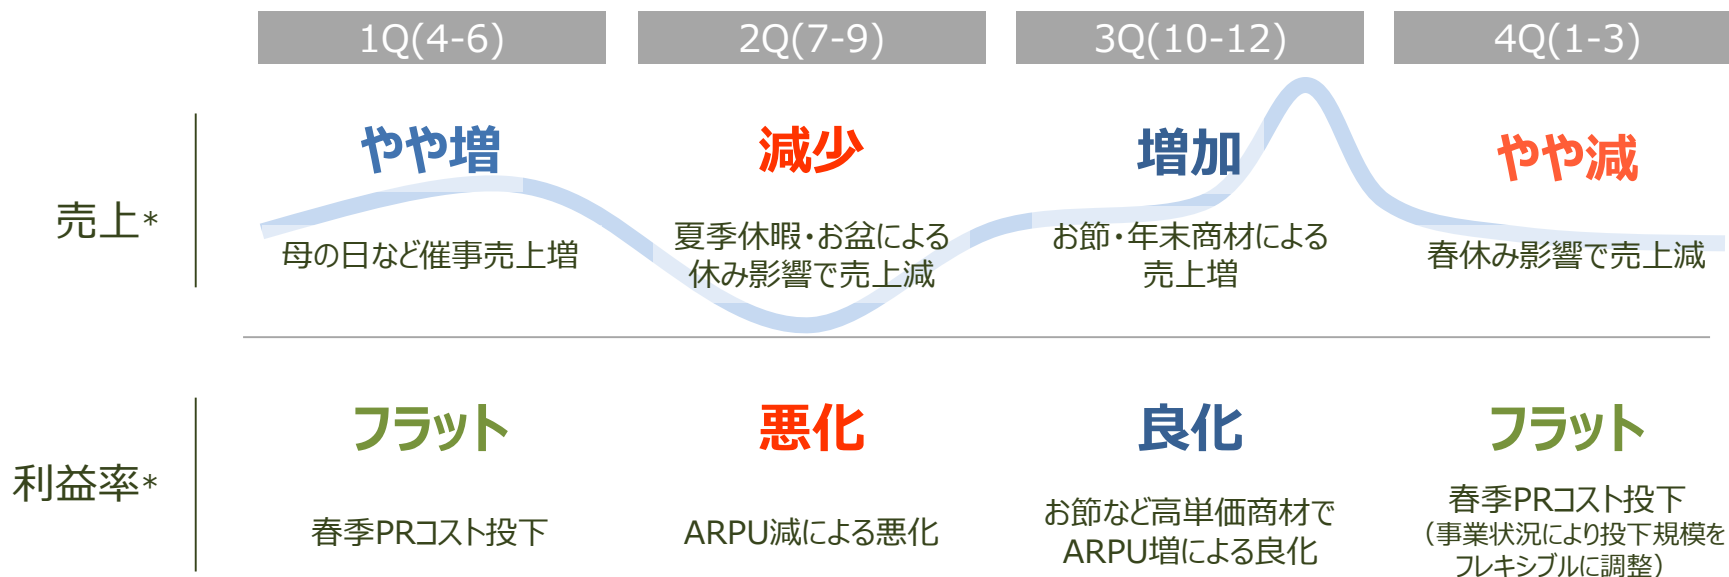 1Q(4-6)
2Q(7-9)
3Q(10-12)
4Q(1-3)
売上*
やや増
減少
増加
やや減
母の日など催事売上増
夏季休暇・お盆による
休み影響で売上減
お節・年末商材による
売上増
春休み影響で売上減
利益率*
フラット
悪化
良化
フラット
春季PRコスト投下
ARPU減による悪化
お節など高単価商材で
ARPU増による良化
春季PRコスト投下
（事業状況により投下規模を
フレキシブルに調整）